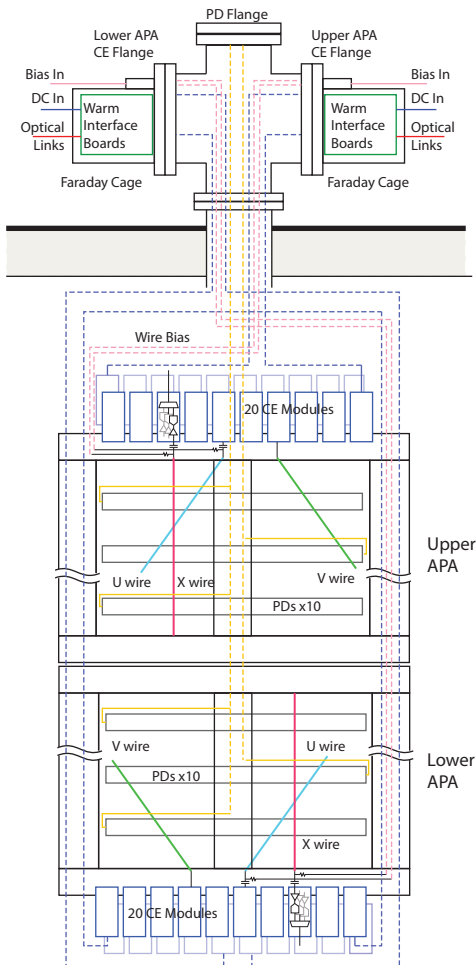 PD Flange
Lower APA
CE Flange
Upper APA
CE Flange
Bias In
DC In
Optical
Links
Warm
Interface
Boards
Faraday Cage
Warm
Interface
Boards
Faraday Cage
Bias In
DC In
Optical
Links
Wire Bias
20 CE Modules
U wire
X wire
V wire
PDs x10
Upper
APA
V wire
U wire
PDs x10
X wire
Lower
APA
20 CE Modules